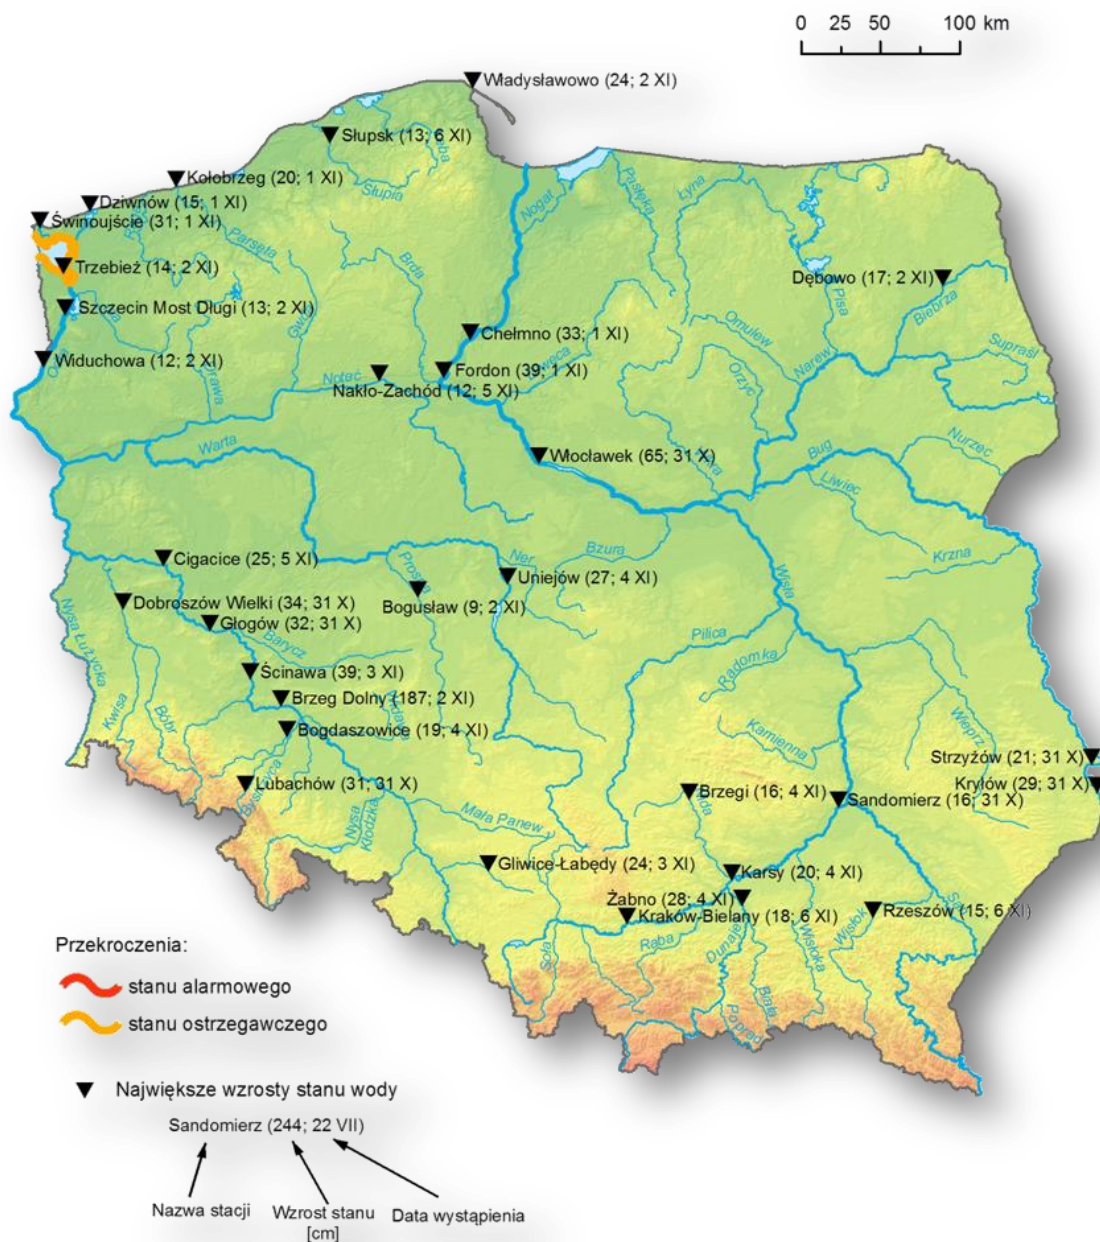 0 25 50 100 km
Władysławowo (24; 2 XI)
Słupsk (13; 6 XI)
Łyna
Pasłęka
Kołobrzeg (20; 1 XI)
Słupia
Nogat
Dziwnów (15; 1 XI)
Świnoujście (31; 1 XI)
Parsęta
Brda
Trzebież (14; 2 XI)
Dębowo (17; 2 XI)
Pisa
Biebrza
Szczecin Most Długi (13; 2 XI)
Omulew
Chełmno (33; 1 XI)
Supraśl
Widuchowa (12; 2 XI)
Narew
Fordon (39; 1 XI)
Orzyc
Noteć
Nakło-Zachód (12; 5 XI)
Warta
Włocławek (65; 31 X)
Bug
Nurzec
Liwiec
Cigacice (25; 5 XI)
Bzura
Ner
Krzna
Prosna
Uniejów (27; 4 XI)
Wisła
Bogusław (9; 2 XI)
Dobroszów Wielki (34; 31 X)
Głogów (32; 31 X)
Nysa Łużycka
Barycz
Pilica
Radomka
Ścinawa (39; 3 XI)
Kwisa
Bóbr
Brzeg Dolny (187; 2 XI)
Bogdaszowice (19; 4 XI)
Kamienna
Wieprz
Strzyżów (21; 31 X)
Lubachów (31; 31 X)
Kryłów (29; 31 X)
Brzegi (16; 4 XI)
Sandomierz (16; 31 X)
Nysa
Kłodzka
Mała Panew
Gliwice-Łabędy (24; 3 XI)
Karsy (20; 4 XI)
Żabno (28; 4 XI)
Kraków-Bielany (18; 6 XI)
Rzeszów (15; 6 XI)
Raba
Dunajec
Wisłoka
Wisłok
Soła
Biała
Poprad
Przekroczenia:
stanu alarmowego
stanu ostrzegawczego
Największe wzrosty stanu wody
Sandomierz (244; 22 VII)
Nazwa stacji
Wzrost stanu
[cm]
Data wystąpienia